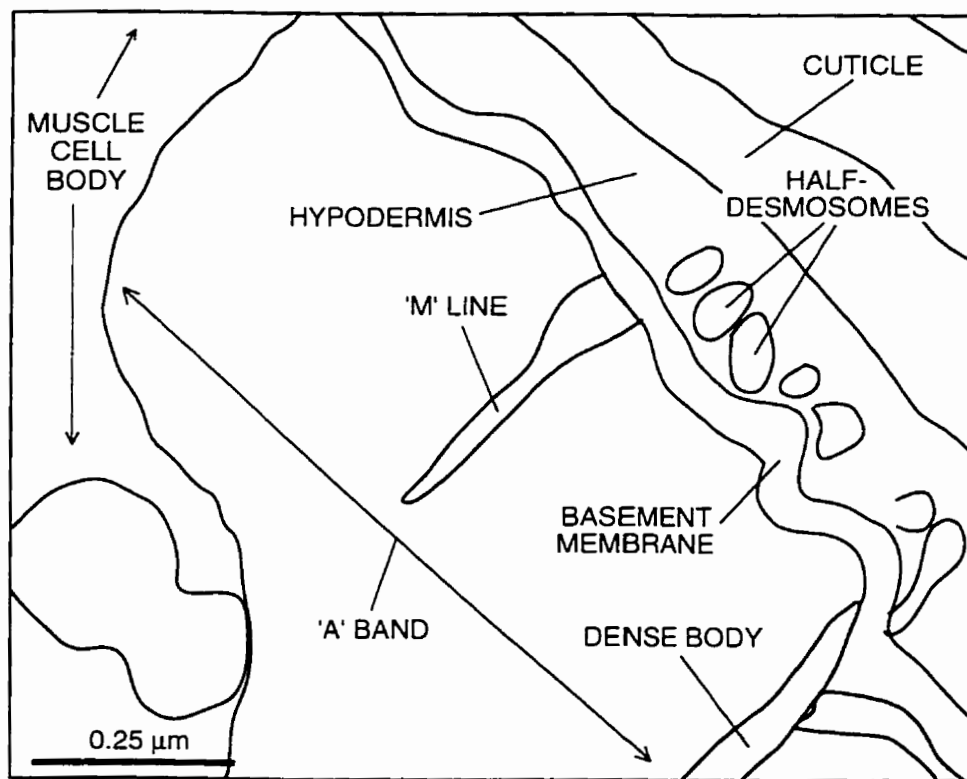 CUTICLE
MUSCLE
CELL
BODY
HALF-
DESMOSOMES
HYPODERMIS
'M' LINE
BASEMENT
MEMBRANE
'A' BAND
DENSE BODY
0.25 µm